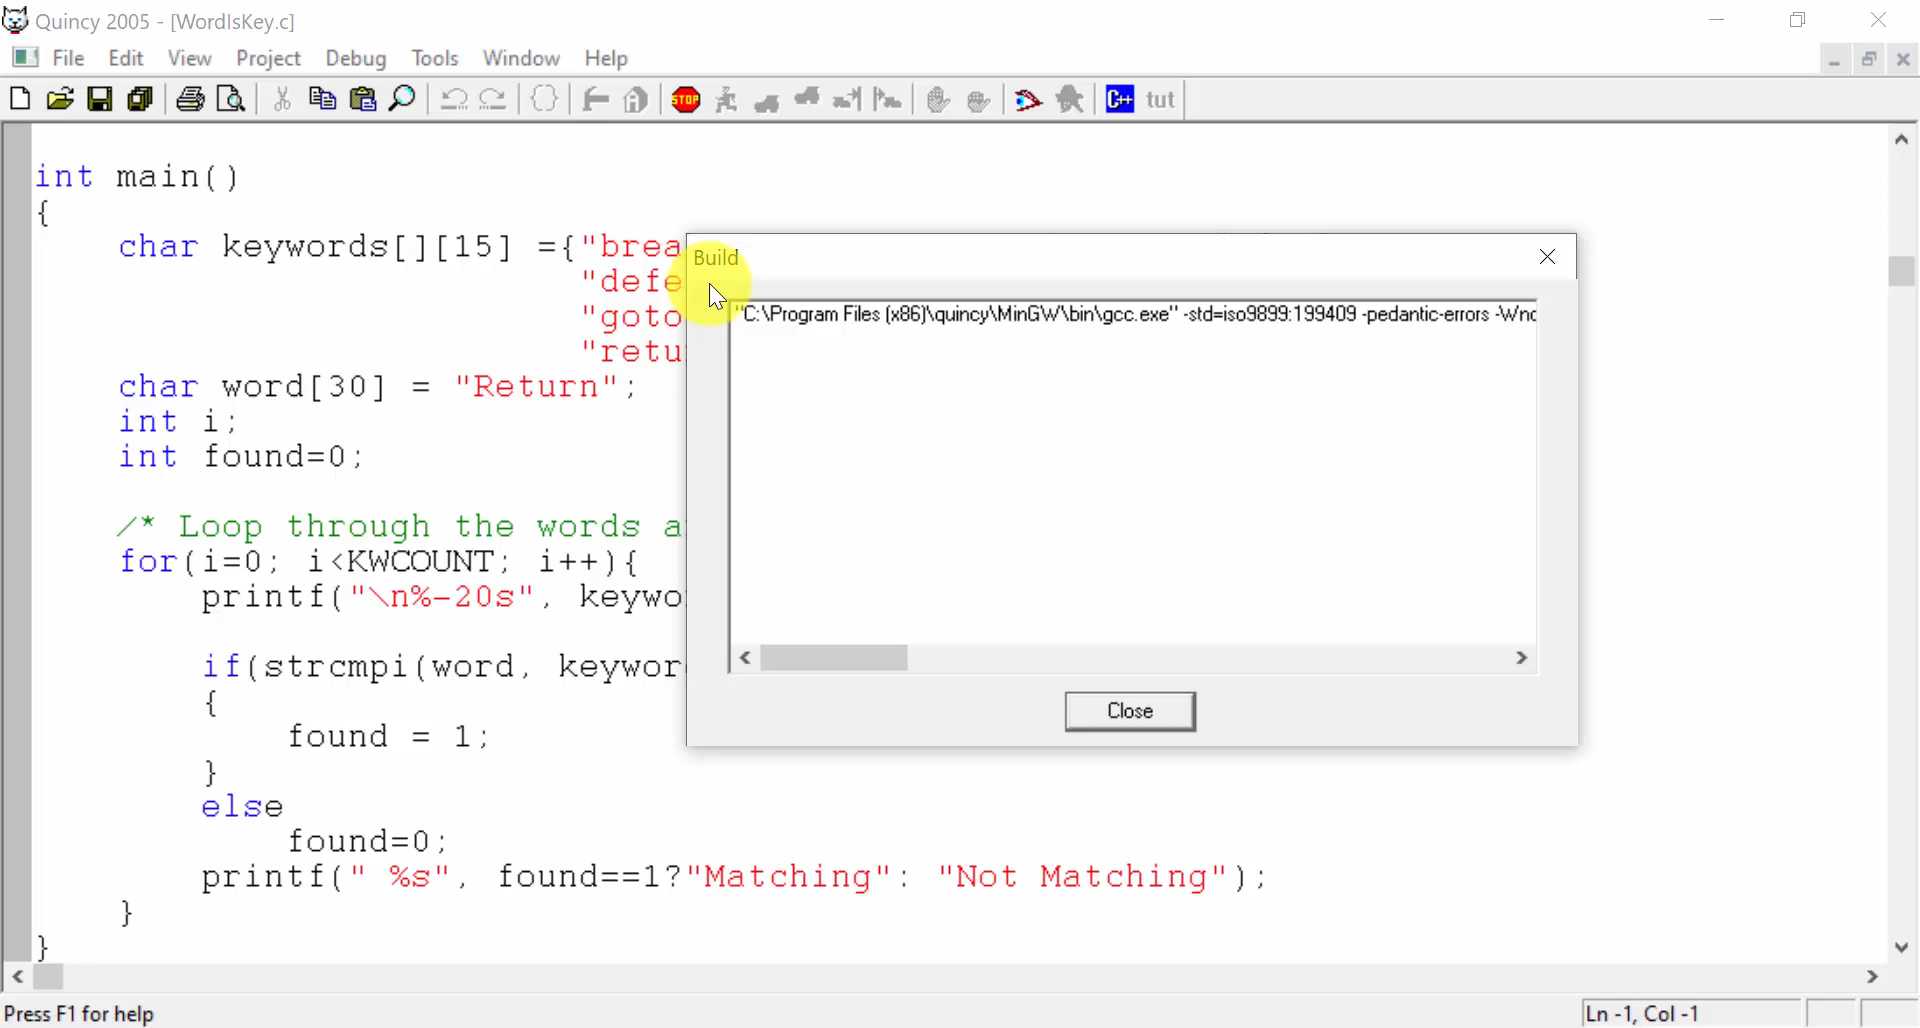 Quincy 2005 - [WordIsKey.c]
File Edit View Project Debug Tools Window Help
STOP C++ tut
int main()
{
char keywords[][15] ={"brea
"defe
"goto
"retu
char word[30] = "Return";
int i;
int found=0;
/* Loop through the words a
for(i=0; i<KWCOUNT; i++){
printf("\n%-20s", keywo
if(strcmpi(word, keywor
{
found = 1;
}
else
found=0;
printf(" %s", found==1?"Matching": "Not Matching");
}
}
Build
"C:\Program Files (x86)\quincy\MinGW\bin\gcc.exe" -std=iso9899:199409 -pedantic-errors -Wno
Close
Press F1 for help
Ln -1, Col -1